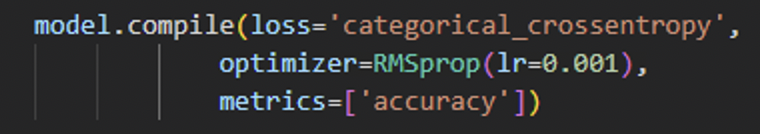 model.compile(loss='categorical_crossentropy',
optimizer=RMSprop(lr=0.001),
metrics=['accuracy'])